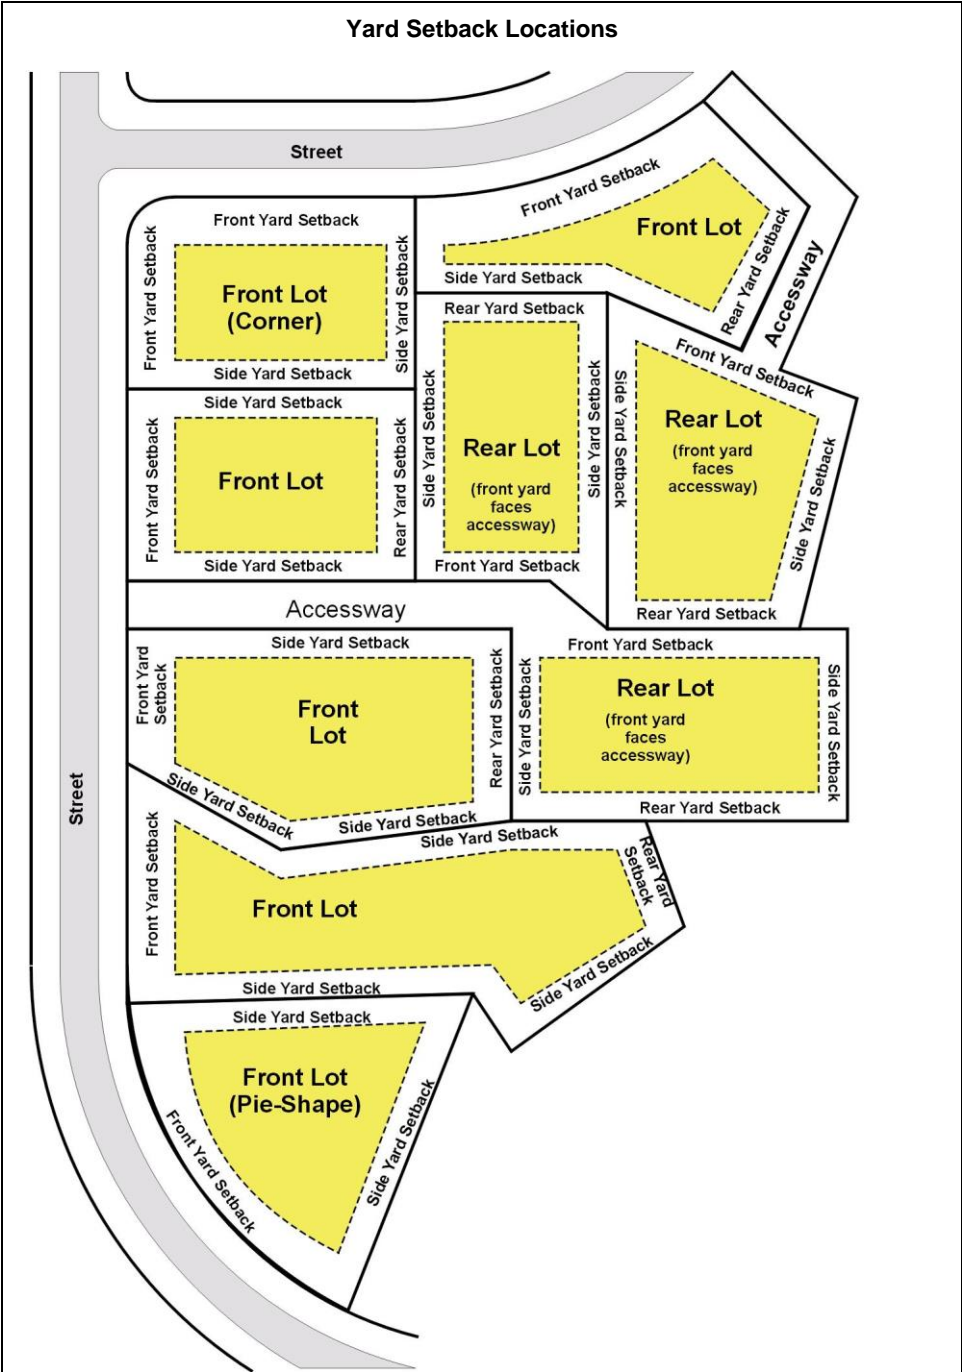 Yard Setback Locations
Street
Front Yard Setback
Front Lot
Rear Yard Setback
Accessway
Side Yard Setback
Front Yard Setback
Front Yard Setback
Front Lot
(Corner)
Side Yard Setback
Side Yard Setback
Rear Yard Setback
Side Yard Setback
Rear Lot
(front yard
faces
accessway)
Side Yard Setback
Front Yard Setback
Front Yard Setback
Side Yard Setback
Rear Lot
(front yard
faces
accessway)
Side Yard Setback
Rear Yard Setback
Side Yard Setback
Front Yard Setback
Front Lot
Rear Yard Setback
Side Yard Setback
Accessway
Side Yard Setback
Front Yard
Setback
Front
Lot
Rear Yard Setback
Side Yard Setback
Side Yard Setback
Front Yard Setback
Side Yard Setback
Rear Lot
(front yard
faces
accessway)
Side Yard Setback
Rear Yard Setback
Street
Side Yard Setback
Front Yard Setback
Front Lot
Rear Yard
Setback
Side Yard Setback
Side Yard Setback
Side Yard Setback
Front Lot
(Pie-Shape)
Front Yard Setback
Side Yard Setback